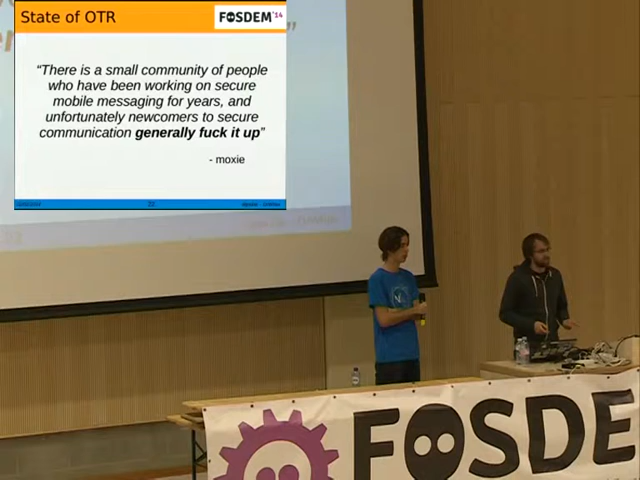 State of OTR
FOSDEM'14
“There is a small community of people
who have been working on secure
mobile messaging for years, and
unfortunately newcomers to secure
communication generally fuck it up”
- moxie
22
FOSDE